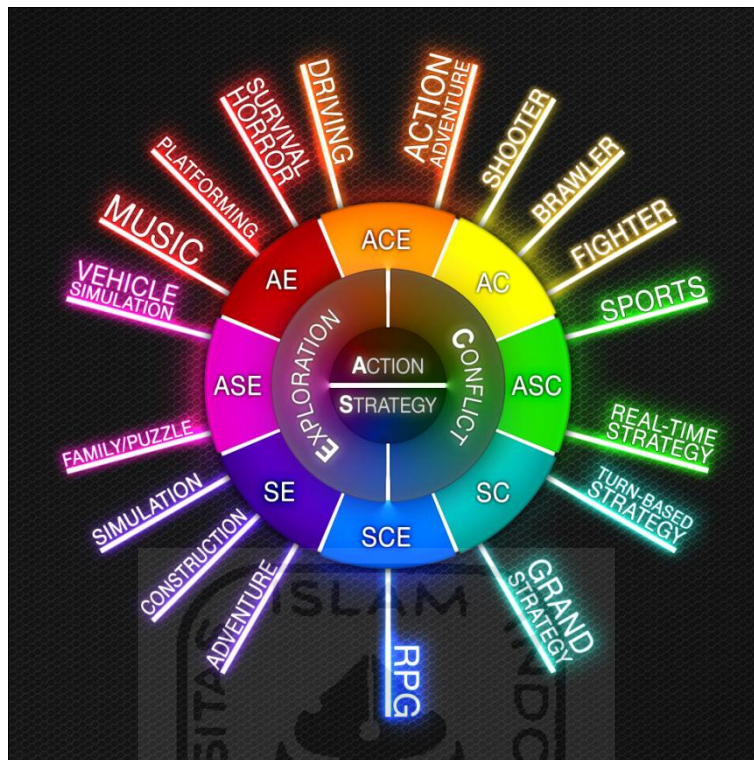 DRIVING
ACTION
ADVENTURE
SURVIVAL
HORROR
SHOOTER
PLATFORMING
BRAWLER
MUSIC
FIGHTER
VEHICLE
SIMULATION
SPORTS
ACE
AE
AC
EXPLORATION
CONFLICT
ACTION
STRATEGY
ASE
ASC
FAMILY/PUZZLE
REAL-TIME
STRATEGY
SE
SC
SIMULATION
TURN-BASED
STRATEGY
SCE
CONSTRUCTION
ADVENTURE
GRAND
STRATEGY
RPG
ISLAM
SITAS
INDO